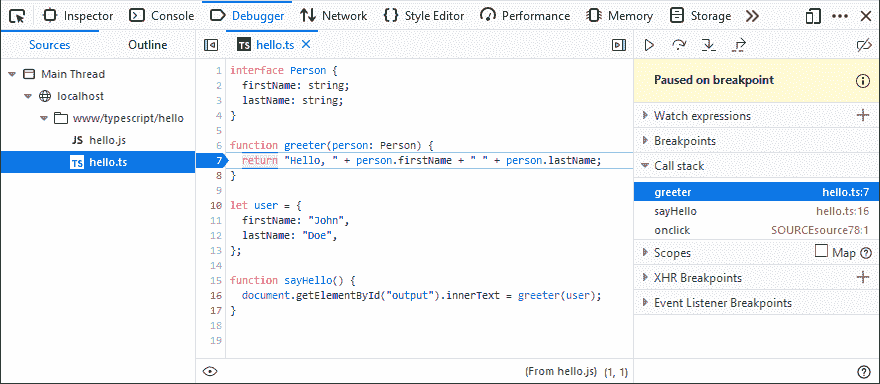 Inspector Console Debugger Network Style Editor Performance Memory Storage
Sources Outline
TS hello.ts
Main Thread
localhost
www/typescript/hello
JS hello.js
TS hello.ts
1 interface Person {
2 firstName: string;
3 lastName: string;
4 }
5
6 function greeter(person: Person) {
7 return "Hello, " + person.firstName + " " + person.lastName;
8 }
9
10 let user = {
11 firstName: "John",
12 lastName: "Doe",
13 };
14
15 function sayHello() {
16 document.getElementById("output").innerText = greeter(user);
17 }
18
19
(From hello.js) (1, 1)
Paused on breakpoint
Watch expressions
Breakpoints
Call stack
greeter hello.ts:7
sayHello hello.ts:16
onclick SOURCEsource78:1
Scopes Map
XHR Breakpoints
Event Listener Breakpoints